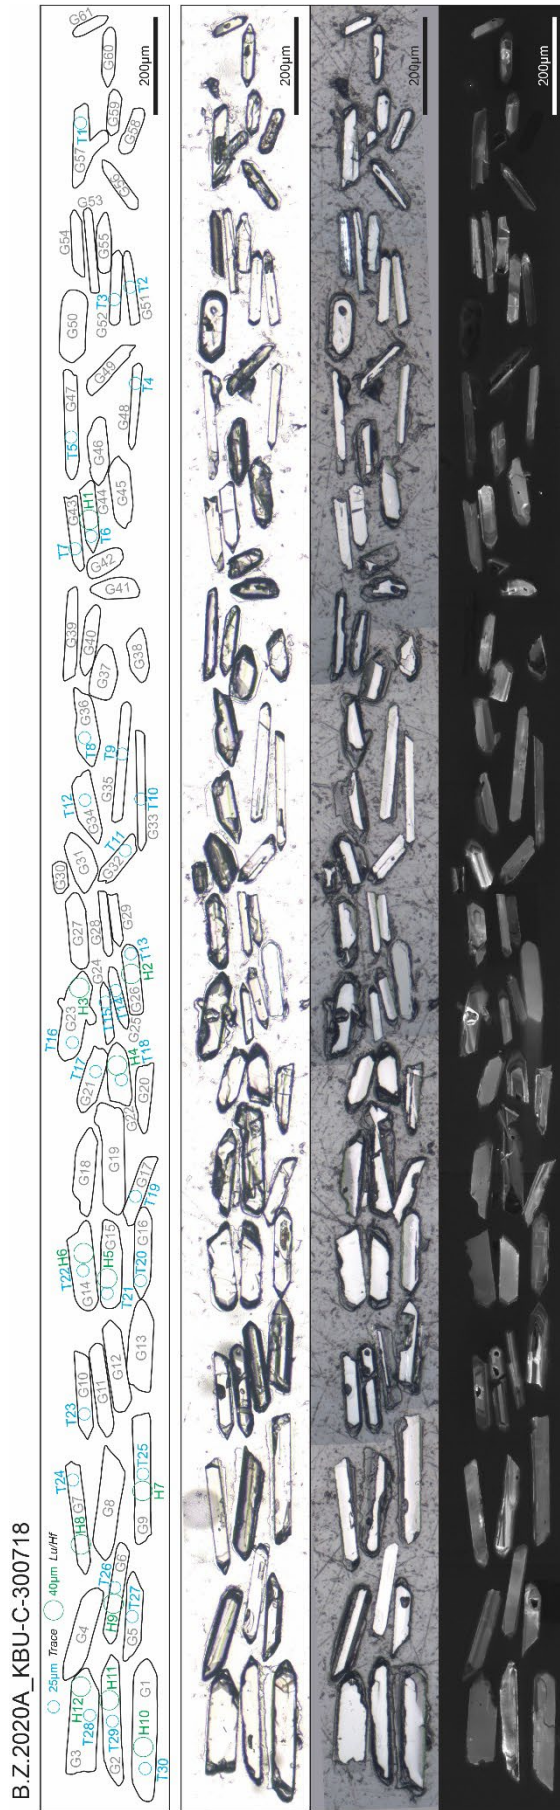 B.Z.2020A_KBU-C-300718
25µm Trace
40µm Lu/Hf
G3
H12
T28
G2
T29
H11
G1
H10
T30
G4
H9
G6
T26
G5
T27
H8
G7
T24
G8
G9
T25
H7
T23
G10
G11
G12
G13
T22
H6
G14
H5
G15
T21
T20
G16
G18
G19
G17
T19
T17
G21
G22
H4
T18
G20
T16
G23
H3
G24
T15
T14
G25
G26
H2
T13
G27
G28
G29
G30
G31
G32
T11
T12
G34
G33
T10
G35
T9
T8
G36
G37
G38
G39
G40
G41
G42
T7
G43
T6
H1
G44
G45
G46
T5
G47
G48
T4
G49
G50
G52
T3
G51
T2
G54
G53
G55
G56
G57
T1
G58
G59
G60
G61
200µm
200µm
200µm
200µm